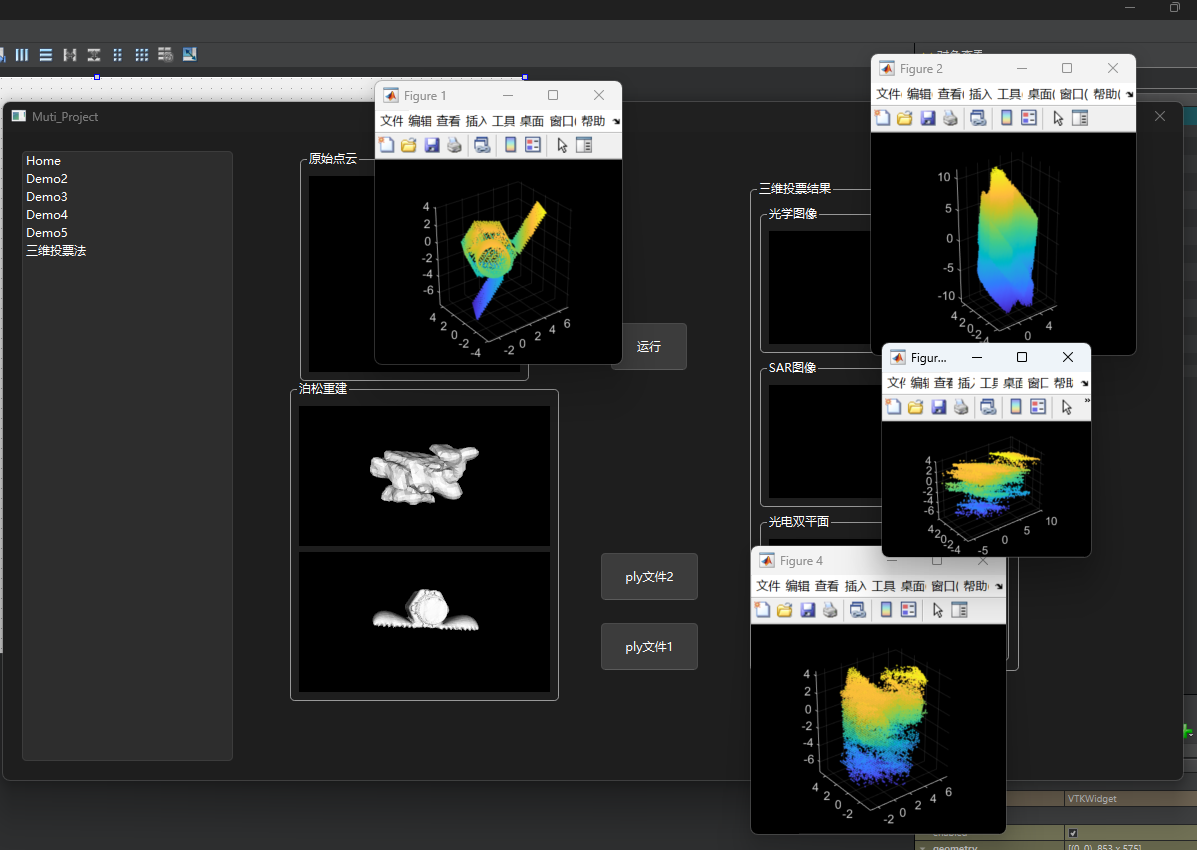 对象查看
Muti_Project
Home
Demo2
Demo3
Demo4
Demo5
三维投票法
原始点云
运行
泊松重建
ply文件2
ply文件1
三维投票结果
光学图像
SAR图像
光电双平面
Figure 1
文件 编辑 查看 插入 工具 桌面 窗口( 帮助
4
2
0
-2
-4
-6
4
2
0
-2
-4
-2
0
2
4
6
Figure 2
文件 编辑 查看( 插入 工具( 桌面( 窗口( 帮助(
10
5
0
-5
-10
4
2
0
-2
-4
0
4
Figur...
文件 编辑 查看 插入 工具 桌面 窗口 帮助
4
2
0
-2
-4
-6
4
2
0
-2
-4
-5
0
5
10
Figure 4
文件 编辑 查看 插入 工具 桌面 窗口( 帮助(
4
2
0
-2
-4
-6
4
2
0
-2
-2
0
2
4
6
VTKWidget
enabled
geometry
[(0, 0), 853 x 575]